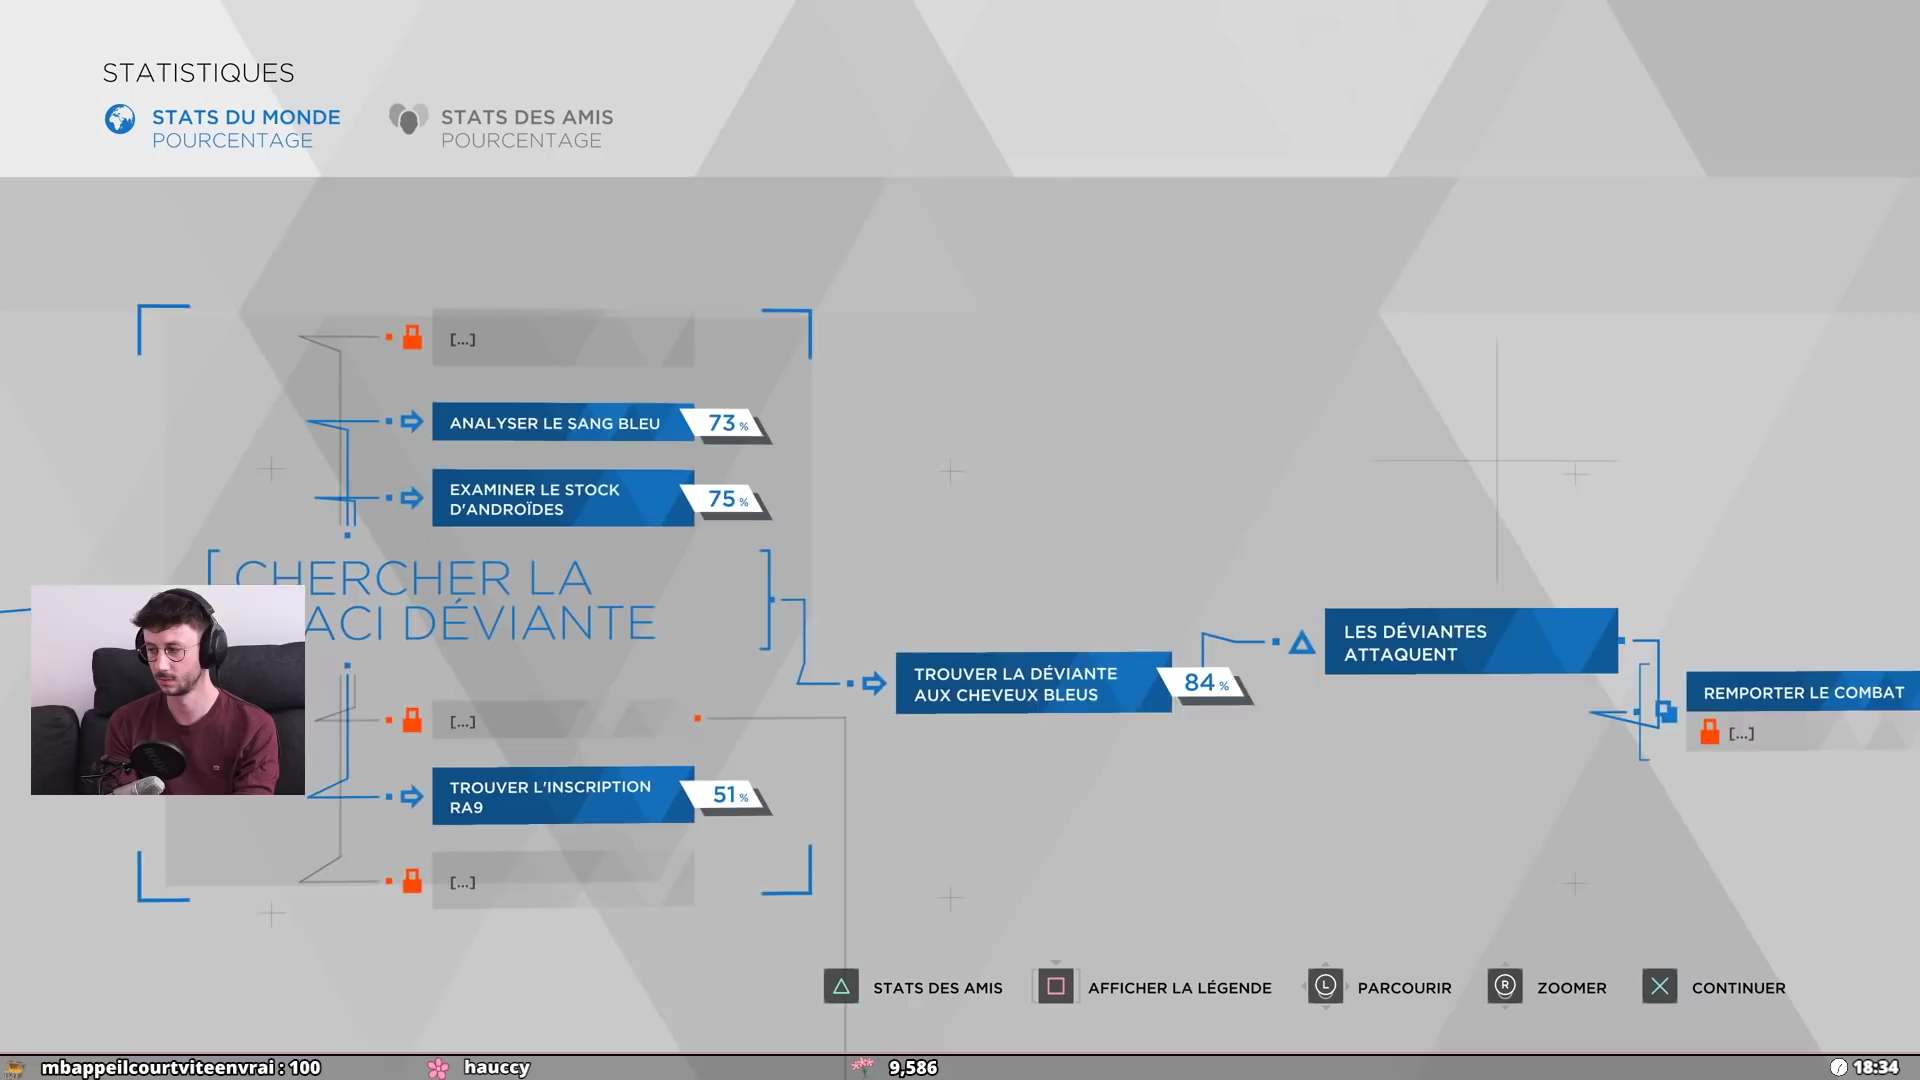 STATISTIQUES
STATS DU MONDE
POURCENTAGE
STATS DES AMIS
POURCENTAGE
[...]
ANALYSER LE SANG BLEU
73 %
EXAMINER LE STOCK
D'ANDROÏDES
75 %
CHERCHER LA
ACI DÉVIANTE
[...]
TROUVER L'INSCRIPTION
RA9
51 %
[...]
TROUVER LA DÉVIANTE
AUX CHEVEUX BLEUS
84 %
LES DÉVIANTES
ATTAQUENT
REMPORTER LE COMBAT
[...]
STATS DES AMIS
AFFICHER LA LÉGENDE
L
PARCOURIR
R
ZOOMER
CONTINUER
mbappeilcourtviteenvrai : 100
hauccy
9,586
18:34